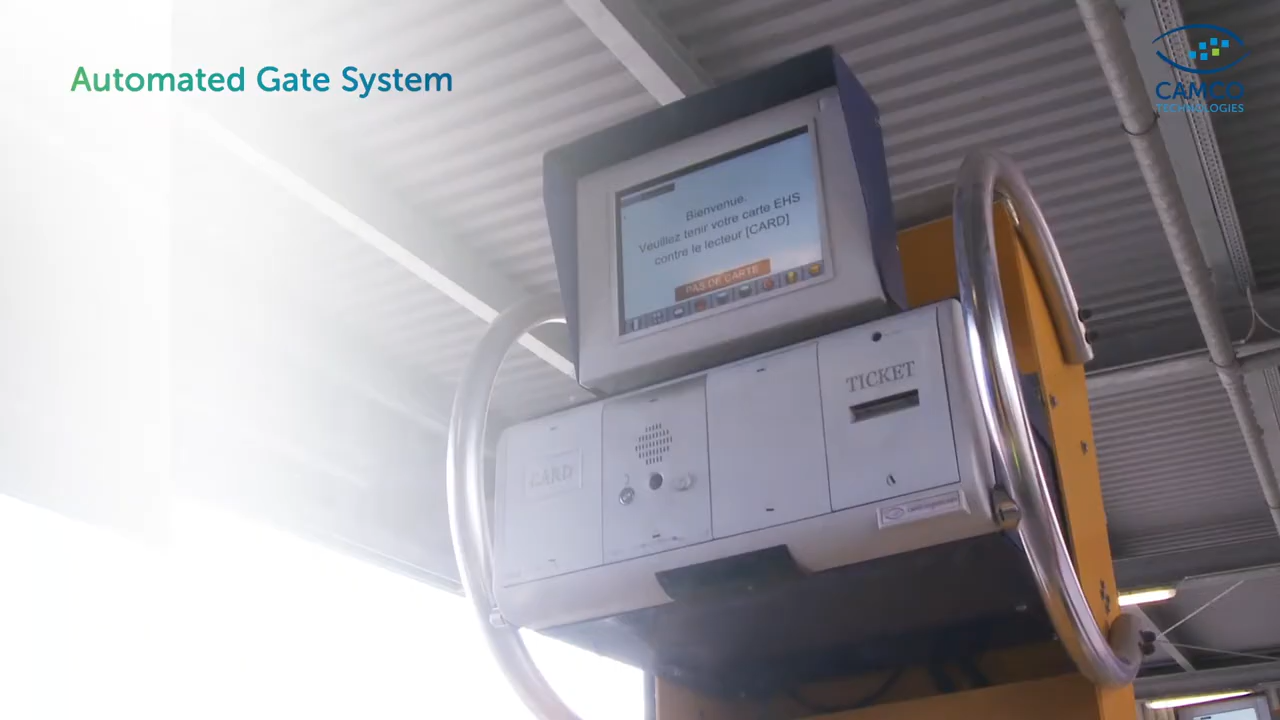 Automated Gate System
CAMCO
TECHNOLOGIES
Bienvenue.
Veuillez tenir votre carte EHS
contre le lecteur [CARD]
PAS DE CARTE
TICKET
CARD